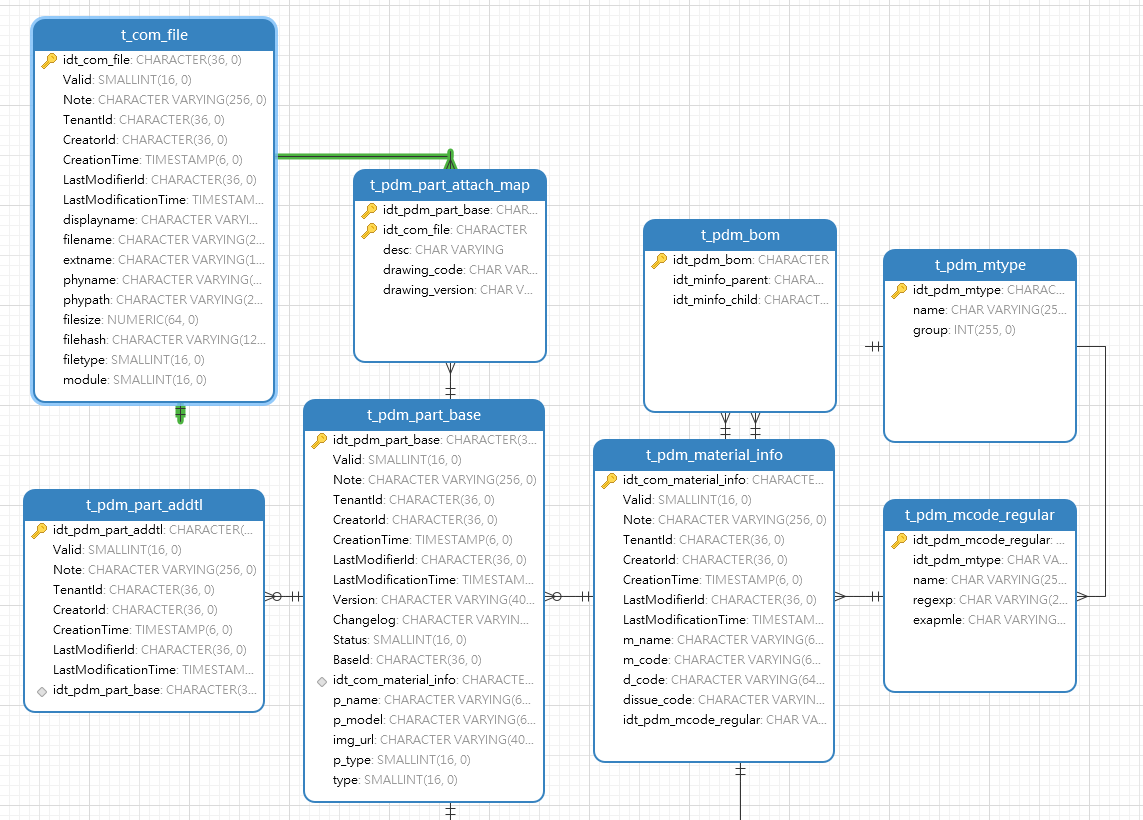 t_com_file
idt_com_file: CHARACTER(36, 0)
Valid: SMALLINT(16, 0)
Note: CHARACTER VARYING(256, 0)
TenantId: CHARACTER(36, 0)
CreatorId: CHARACTER(36, 0)
CreationTime: TIMESTAMP(6, 0)
LastModifierId: CHARACTER(36, 0)
LastModificationTime: TIMESTAM...
displayname: CHARACTER VARYI...
filename: CHARACTER VARYING(2...
extname: CHARACTER VARYING(1...
phyname: CHARACTER VARYING(...
phypath: CHARACTER VARYING(2...
filesize: NUMERIC(64, 0)
filehash: CHARACTER VARYING(12...
filetype: SMALLINT(16, 0)
module: SMALLINT(16, 0)
t_pdm_part_attach_map
idt_pdm_part_base: CHAR...
idt_com_file: CHARACTER
desc: CHAR VARYING
drawing_code: CHAR VAR...
drawing_version: CHAR V...
t_pdm_bom
idt_pdm_bom: CHARACTER
idt_minfo_parent: CHARA...
idt_minfo_child: CHARACT...
t_pdm_mtype
idt_pdm_mtype: CHARAC...
name: CHAR VARYING(25...
group: INT(255, 0)
t_pdm_part_addtl
idt_pdm_part_addtl: CHARACTER(...
Valid: SMALLINT(16, 0)
Note: CHARACTER VARYING(256, 0)
TenantId: CHARACTER(36, 0)
CreatorId: CHARACTER(36, 0)
CreationTime: TIMESTAMP(6, 0)
LastModifierId: CHARACTER(36, 0)
LastModificationTime: TIMESTAM...
idt_pdm_part_base: CHARACTER(3...
t_pdm_part_base
idt_pdm_part_base: CHARACTER(3...
Valid: SMALLINT(16, 0)
Note: CHARACTER VARYING(256, 0)
TenantId: CHARACTER(36, 0)
CreatorId: CHARACTER(36, 0)
CreationTime: TIMESTAMP(6, 0)
LastModifierId: CHARACTER(36, 0)
LastModificationTime: TIMESTAM...
Version: CHARACTER VARYING(40...
Changelog: CHARACTER VARYIN...
Status: SMALLINT(16, 0)
BaseId: CHARACTER(36, 0)
idt_com_material_info: CHARACTE...
p_name: CHARACTER VARYING(6...
p_model: CHARACTER VARYING(6...
img_url: CHARACTER VARYING(40...
p_type: SMALLINT(16, 0)
type: SMALLINT(16, 0)
t_pdm_material_info
idt_com_material_info: CHARACTE...
Valid: SMALLINT(16, 0)
Note: CHARACTER VARYING(256, 0)
TenantId: CHARACTER(36, 0)
CreatorId: CHARACTER(36, 0)
CreationTime: TIMESTAMP(6, 0)
LastModifierId: CHARACTER(36, 0)
LastModificationTime: TIMESTAM...
m_name: CHARACTER VARYING(6...
m_code: CHARACTER VARYING(6...
d_code: CHARACTER VARYING(64...
dissue_code: CHARACTER VARYIN...
idt_pdm_mcode_regular: CHAR VA...
t_pdm_mcode_regular
idt_pdm_mcode_regular: ...
idt_pdm_mtype: CHAR VA...
name: CHAR VARYING(25...
regexp: CHAR VARYING(2...
exapmle: CHAR VARYING...